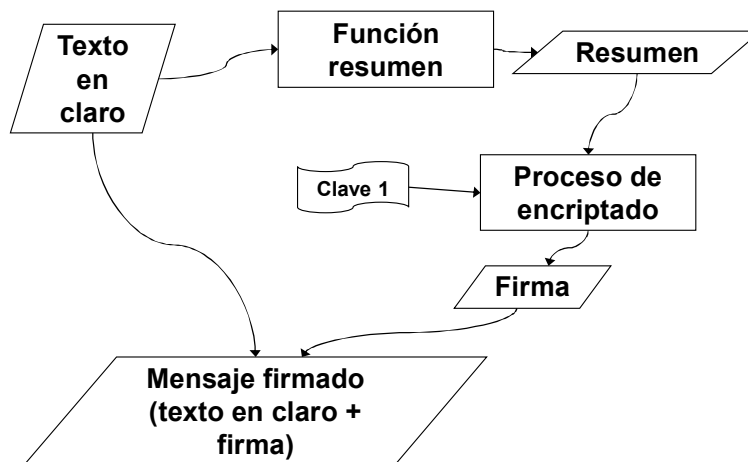 Texto
en
claro
Función
resumen
Resumen
Clave 1
Proceso de
encriptado
Firma
Mensaje firmado
(texto en claro +
firma)